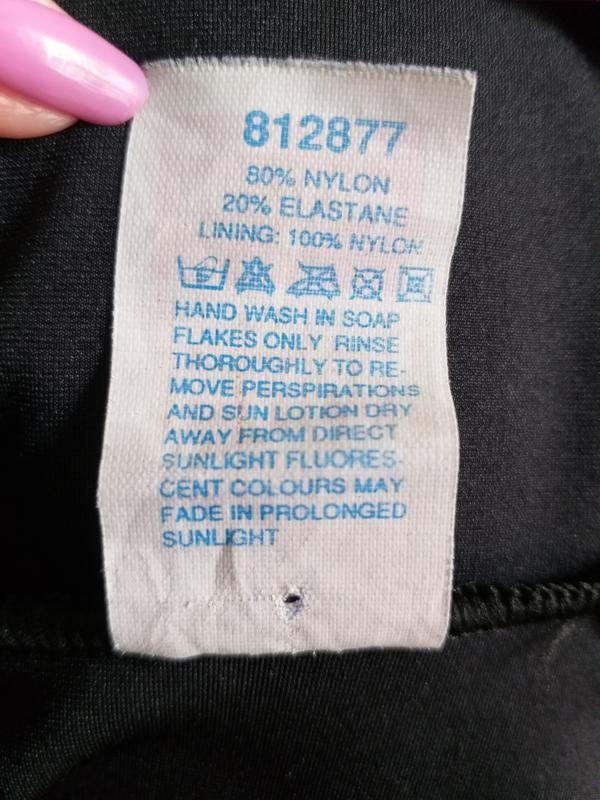 812877
80% NYLON
20% ELASTANE
LINING: 100% NYLON
HAND WASH IN SOAP
FLAKES ONLY RINSE
THOROUGHLY TO RE-
MOVE PERSPIRATIONS
AND SUN LOTION DRY
AWAY FROM DIRECT
SUNLIGHT FLUORES-
CENT COLOURS MAY
FADE IN PROLONGED
SUNLIGHT